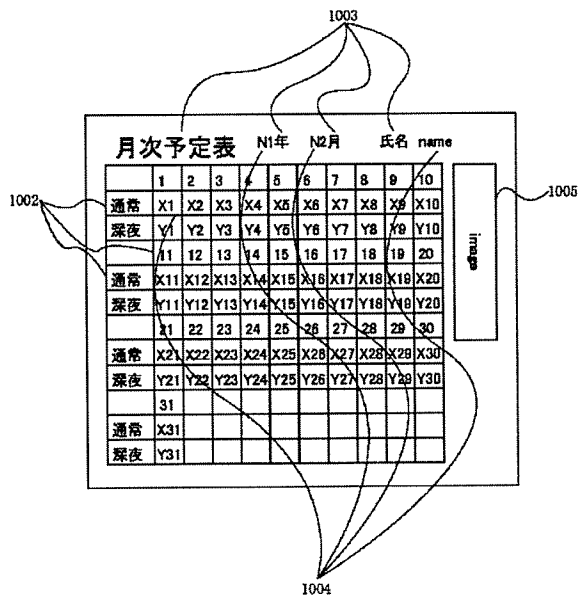 1003
月次予定表 N1年 N2月 氏名 name
1 2 3 4 5 6 7 8 9 10
1002
1005
通常 X1 X2 X3 X4 X5 X6 X7 X8 X9 X10
深夜 Y1 Y2 Y3 Y4 Y5 Y6 Y7 Y8 Y9 Y10
image
11 12 13 14 15 16 17 18 19 20
通常 X11 X12 X13 X14 X15 X16 X17 X18 X19 X20
深夜 Y11 Y12 Y13 Y14 Y15 Y16 Y17 Y18 Y19 Y20
21 22 23 24 25 26 27 28 29 30
通常 X21 X22 X23 X24 X25 X26 X27 X28 X29 X30
深夜 Y21 Y22 Y23 Y24 Y25 Y26 Y27 Y28 Y29 Y30
31
通常 X31
深夜 Y31
1004